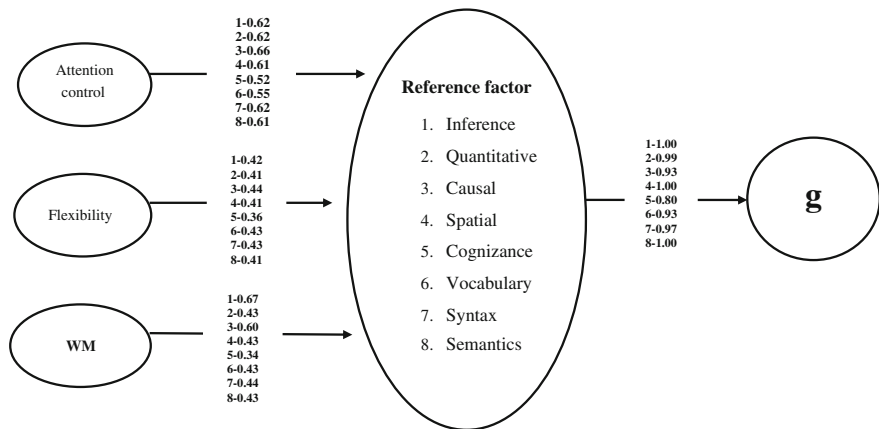 1-0.62
2-0.62
3-0.66
4-0.61
5-0.52
6-0.55
7-0.62
8-0.61
Attention
control
1-0.42
2-0.41
3-0.44
4-0.41
5-0.36
6-0.43
7-0.43
8-0.41
Flexibility
1-0.67
2-0.43
3-0.60
4-0.43
5-0.34
6-0.43
7-0.44
8-0.43
WM
Reference factor
1. Inference
2. Quantitative
3. Causal
4. Spatial
5. Cognizance
6. Vocabulary
7. Syntax
8. Semantics
1-1.00
2-0.99
3-0.93
4-1.00
5-0.80
6-0.93
7-0.97
8-1.00
g